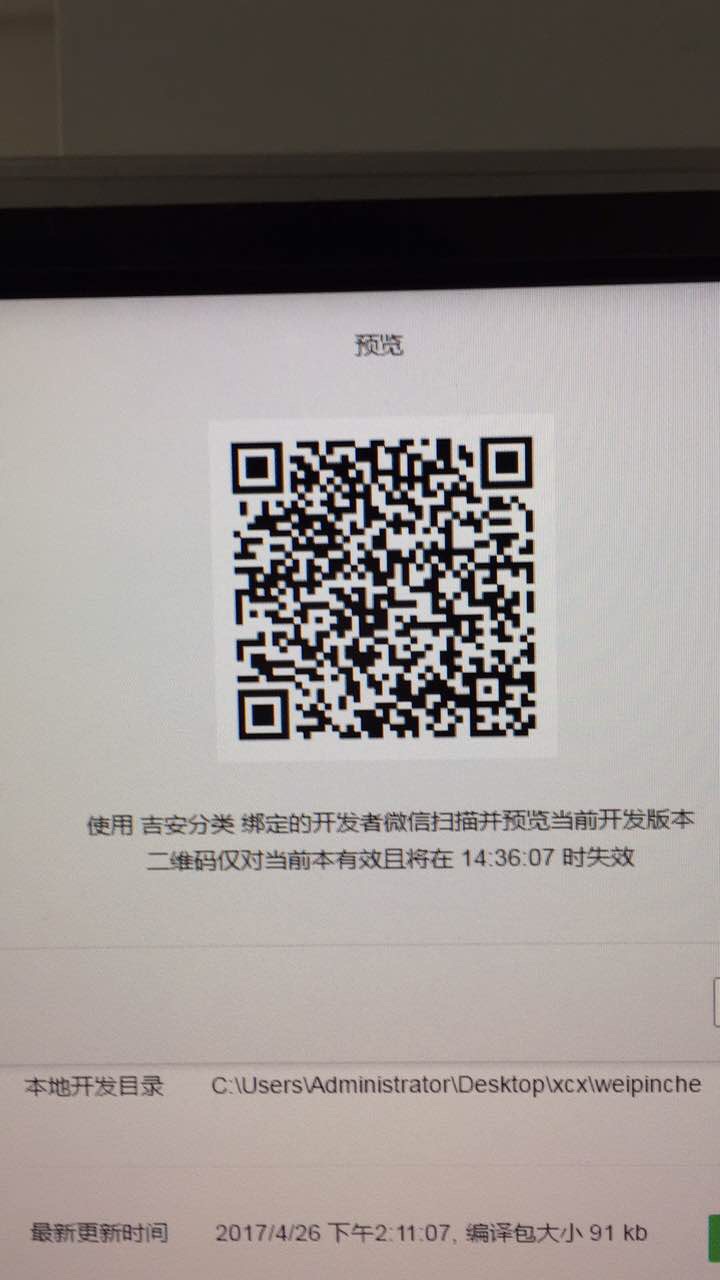 预览
使用 吉安分类 绑定的开发者微信扫描并预览当前开发版本
二维码仅对当前本有效且将在 14:36:07 时失效
本地开发目录 C:\Users\Administrator\Desktop\xcx\weipinche
最新更新时间 2017/4/26 下午2:11:07, 编译包大小 91 kb